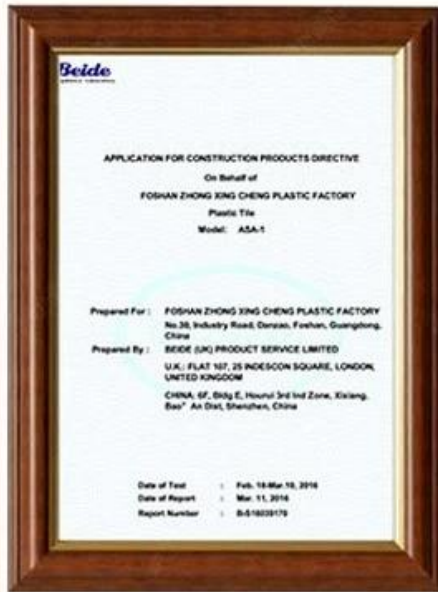 Beide
APPLICATION FOR CONSTRUCTION PRODUCTS DIRECTIVE
On Behalf of
FOSHAN ZHONG XING CHENG PLASTIC FACTORY
Plastic Tile
Model: ASA-1
Prepared For : FOSHAN ZHONG XING CHENG PLASTIC FACTORY
No.30, Industry Road, Danzao, Foshan, Guangdong,
China
Prepared By : BEIDE (UK) PRODUCT SERVICE LIMITED
U.K.: FLAT 107, 25 INDESCON SQUARE, LONDON,
UNITED KINGDOM
CHINA: 6F, Bldg E, Hourui 3rd Ind Zone, Xixiang,
Bao" An Dist, Shenzhen, China
Date of Test : Feb. 18-Mar.10, 2016
Date of Report : Mar. 11, 2016
Report Number :